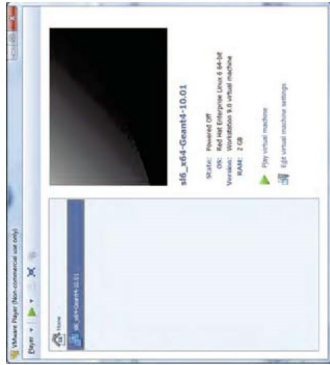 VMware Player (Non-commercial use only)
Player
Home
sl6_x64-Geant4-10.01
sl6_x64-Geant4-10.01
State: Powered Off
OS: Red Hat Enterprise Linux 6 64-bit
Version: Workstation 9.0 virtual machine
RAM: 2 GB
Play virtual machine
Edit virtual machine settings